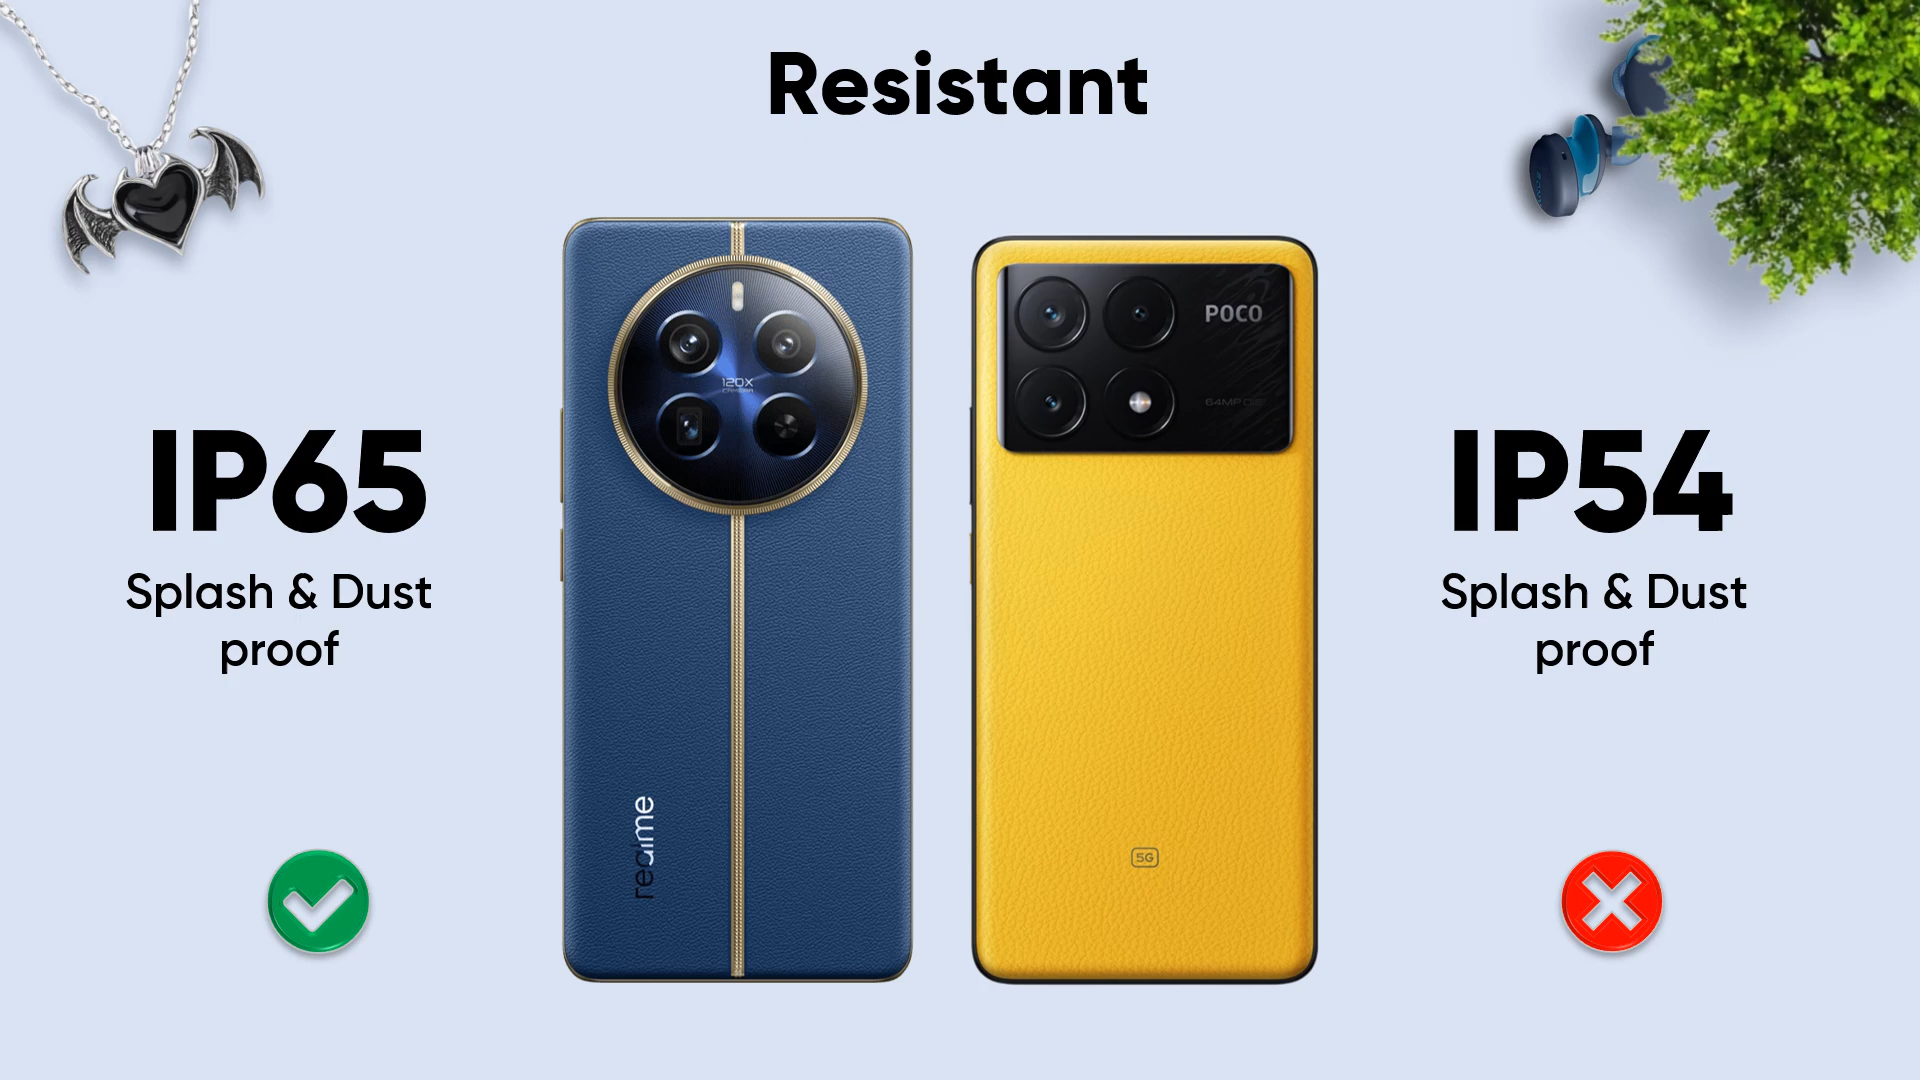 Resistant
IP65
Splash & Dust
proof
120X
realme
POCO
5G
IP54
Splash & Dust
proof